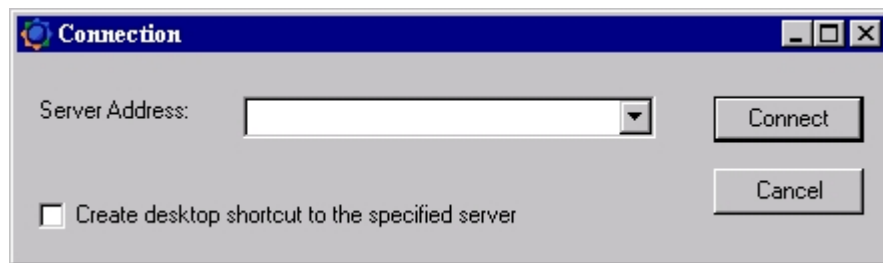 Connection
Server Address:
Connect
Cancel
Create desktop shortcut to the specified server